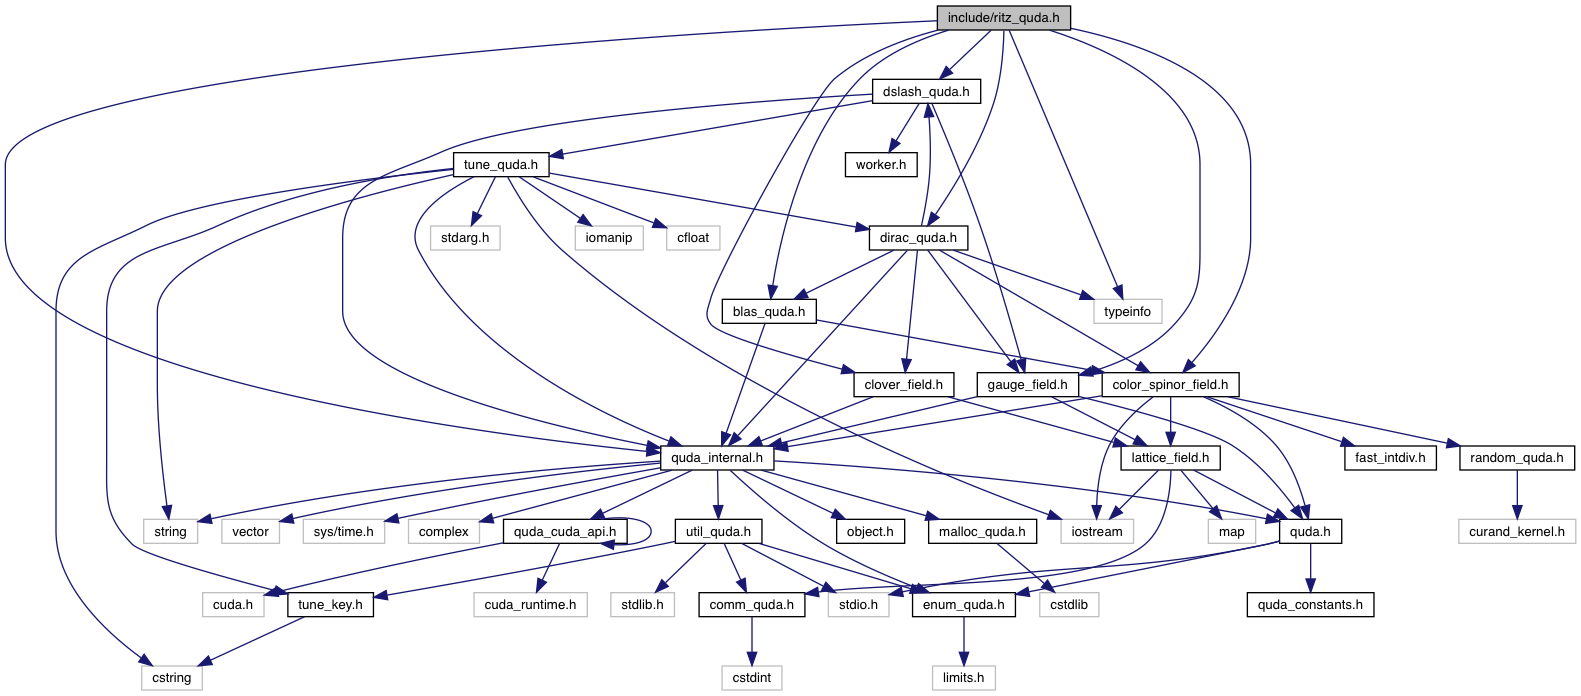 include/ritz_quda.h
dslash_quda.h
tune_quda.h
worker.h
stdarg.h
iomanip
cfloat
dirac_quda.h
blas_quda.h
typeinfo
clover_field.h
gauge_field.h
color_spinor_field.h
quda_internal.h
lattice_field.h
fast_intdiv.h
random_quda.h
string
vector
sys/time.h
complex
quda_cuda_api.h
util_quda.h
object.h
malloc_quda.h
iostream
map
quda.h
curand_kernel.h
cuda.h
tune_key.h
cuda_runtime.h
stdlib.h
comm_quda.h
stdio.h
enum_quda.h
cstdlib
quda_constants.h
cstring
cstdint
limits.h